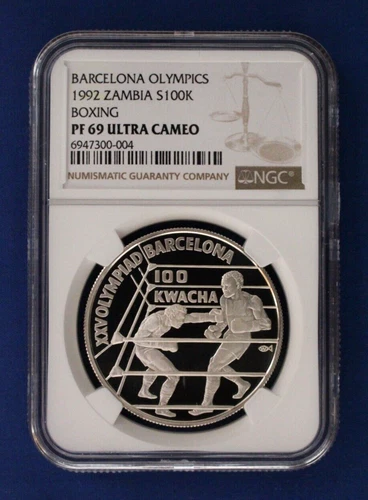 BARCELONA OLYMPICS
1992 ZAMBIA S100K
BOXING
PF 69 ULTRA CAMEO
6947300-004
NUMISMATIC GUARANTY COMPANY
NGC
XXV OLYMPIAD BARCELONA
100
KWACHA